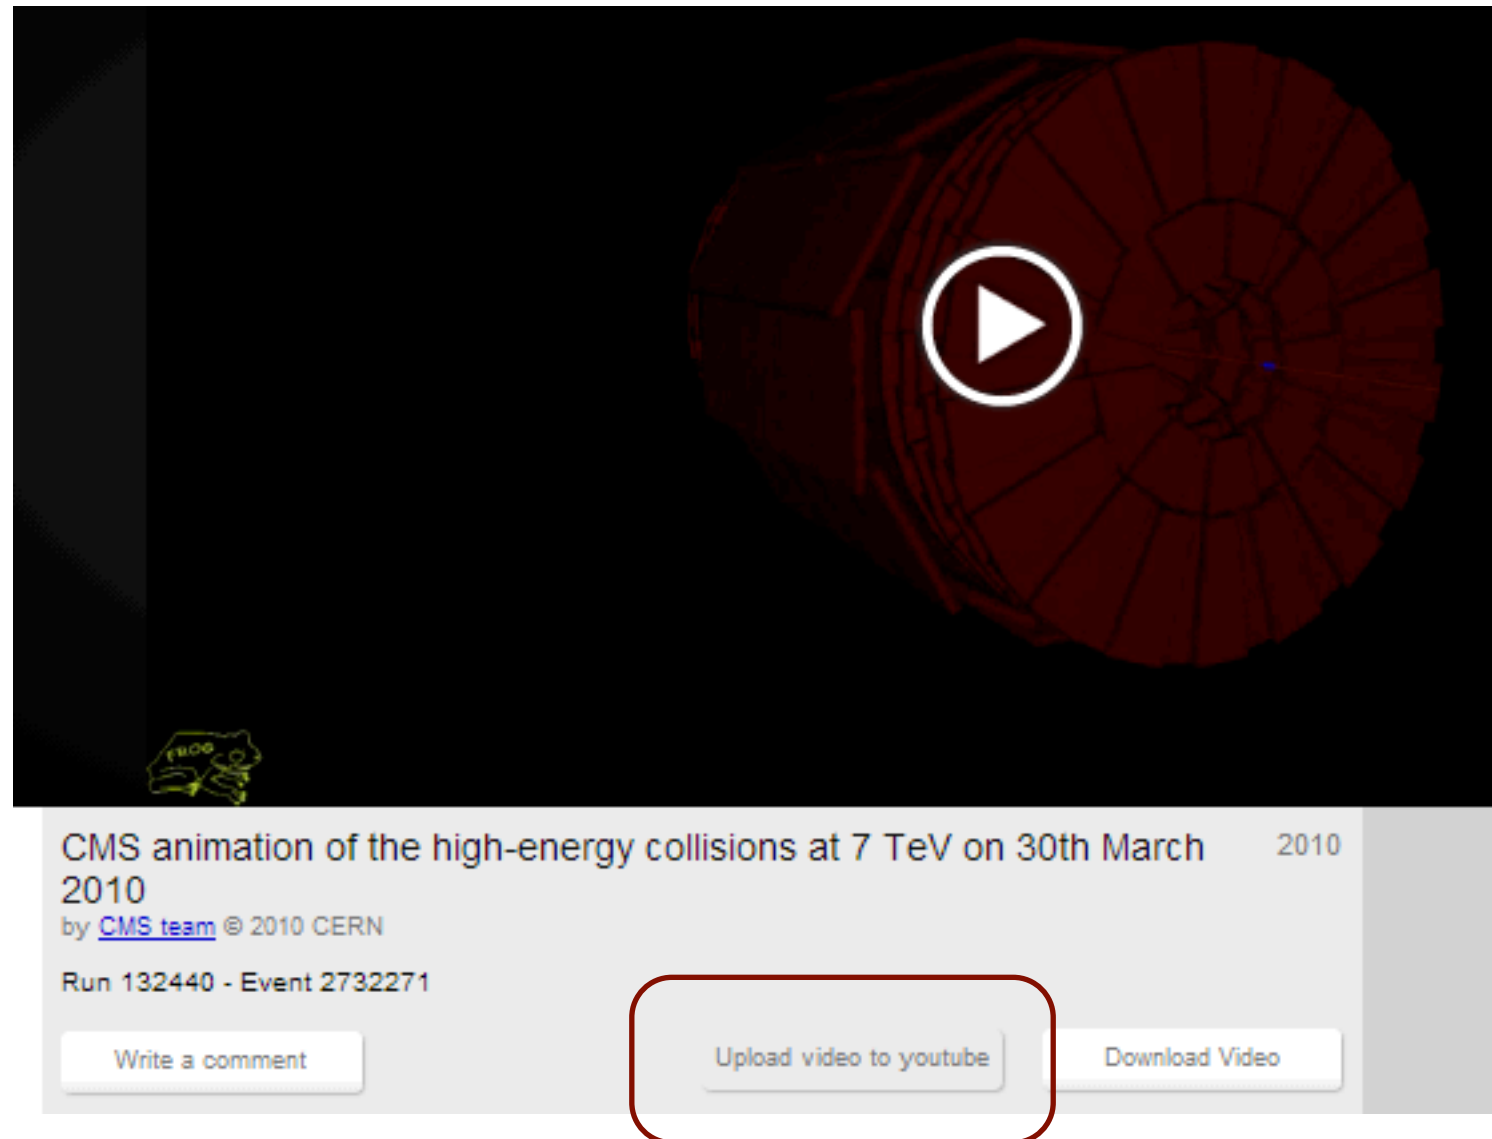 FROG
CMS animation of the high-energy collisions at 7 TeV on 30th March
2010
2010
by CMS team © 2010 CERN
Run 132440 - Event 2732271
Write a comment
Upload video to youtube
Download Video